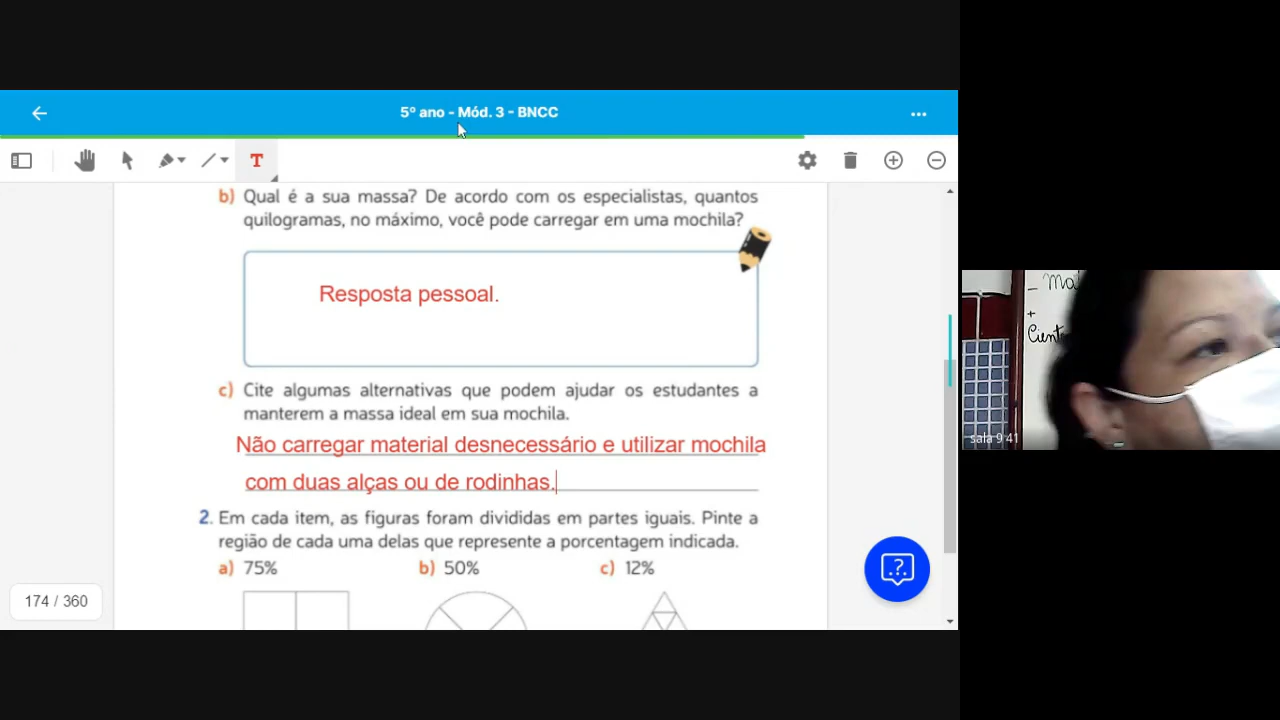 5º ano - Mód. 3 - BNCC
T
b) Qual é a sua massa? De acordo com os especialistas, quantos
quilogramas, no máximo, você pode carregar em uma mochila?
Resposta pessoal.
c) Cite algumas alternativas que podem ajudar os estudantes a
manterem a massa ideal em sua mochila.
Não carregar material desnecessário e utilizar mochila
com duas alças ou de rodinhas.
2. Em cada item, as figuras foram divididas em partes iguais. Pinte a
região de cada uma delas que represente a porcentagem indicada.
a) 75% b) 50% c) 12%
174 / 360
.?.
sala 9 41